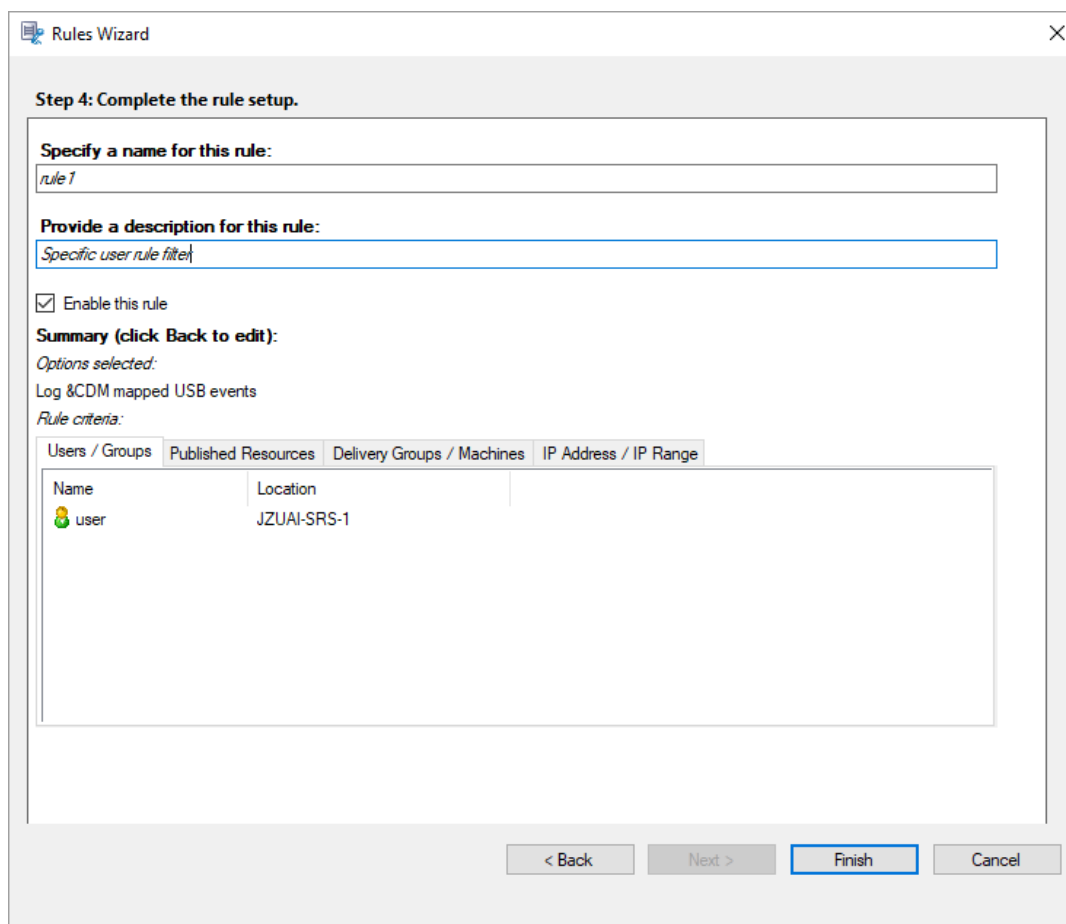 Rules Wizard
Step 4: Complete the rule setup.
Specify a name for this rule:
rule1
Provide a description for this rule:
Specific user rule filter
Enable this rule
Summary (click Back to edit):
Options selected:
Log &CDM mapped USB events
Rule criteria:
Users / Groups Published Resources Delivery Groups / Machines IP Address / IP Range
Name Location
user JZUAI-SRS-1
< Back Next > Finish Cancel